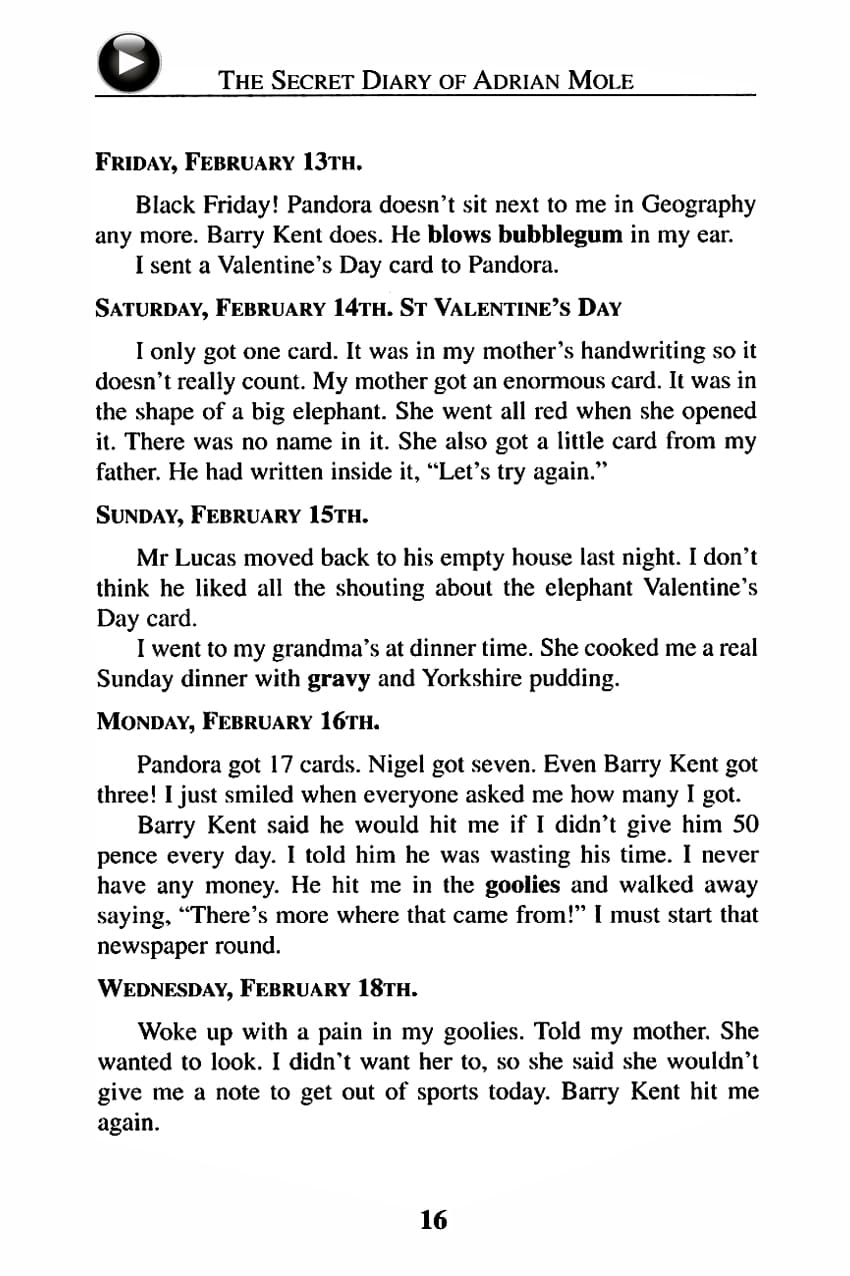 The Secret Diary of Adrian Mole
Friday, February 13th.
Black Friday! Pandora doesn't sit next to me in Geography
any more. Barry Kent does. He blows bubblegum in my ear.
I sent a Valentine's Day card to Pandora.
Saturday, February 14th. St Valentine's Day
I only got one card. It was in my mother's handwriting so it
doesn't really count. My mother got an enormous card. It was in
the shape of a big elephant. She went all red when she opened
it. There was no name in it. She also got a little card from my
father. He had written inside it, “Let's try again.”
Sunday, February 15th.
Mr Lucas moved back to his empty house last night. I don't
think he liked all the shouting about the elephant Valentine's
Day card.
I went to my grandma's at dinner time. She cooked me a real
Sunday dinner with gravy and Yorkshire pudding.
Monday, February 16th.
Pandora got 17 cards. Nigel got seven. Even Barry Kent got
three! I just smiled when everyone asked me how many I got.
Barry Kent said he would hit me if I didn't give him 50
pence every day. I told him he was wasting his time. I never
have any money. He hit me in the goolies and walked away
saying, “There's more where that came from!” I must start that
newspaper round.
Wednesday, February 18th.
Woke up with a pain in my goolies. Told my mother. She
wanted to look. I didn't want her to, so she said she wouldn't
give me a note to get out of sports today. Barry Kent hit me
again.
16